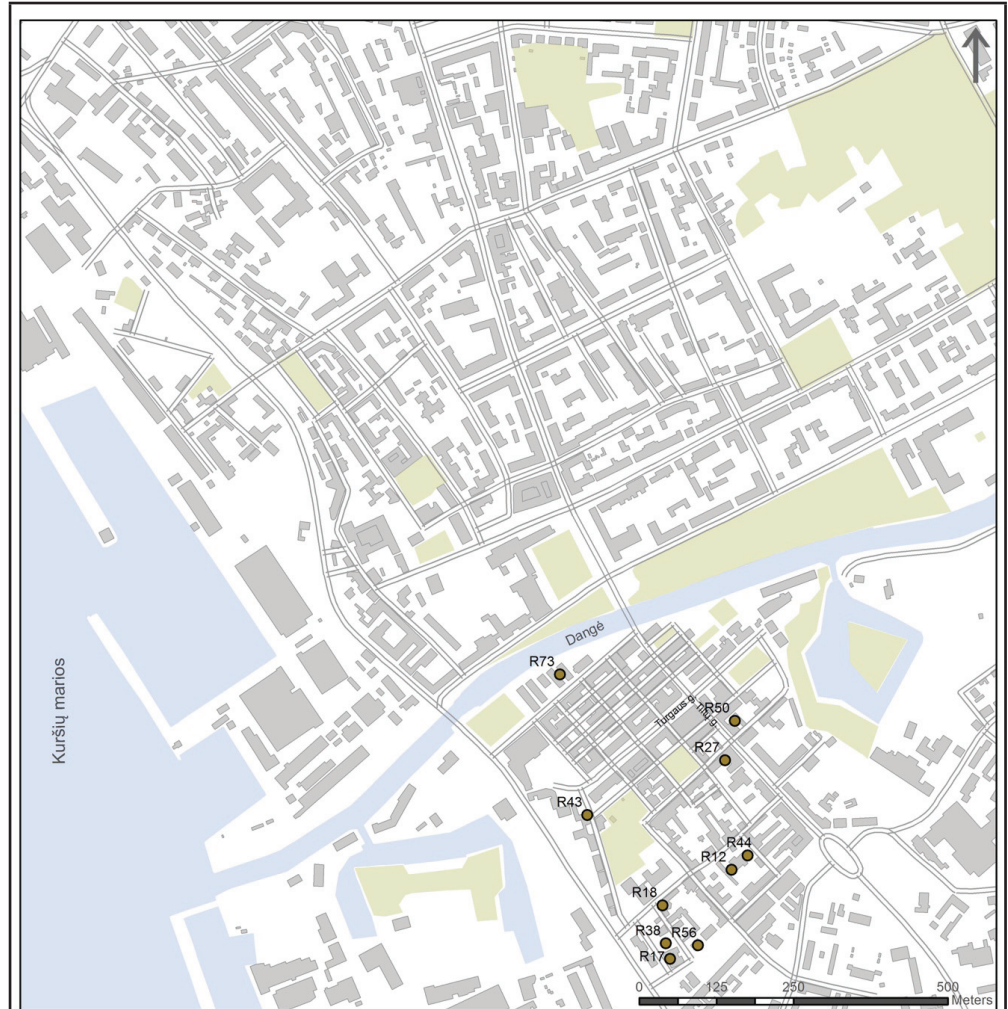 Kuršių marios
Dangė
R73
Turgaus g.
Tiltų g.
R50
R27
R43
R44
R12
R18
R38
R56
R17
0 125 250 500
Meters